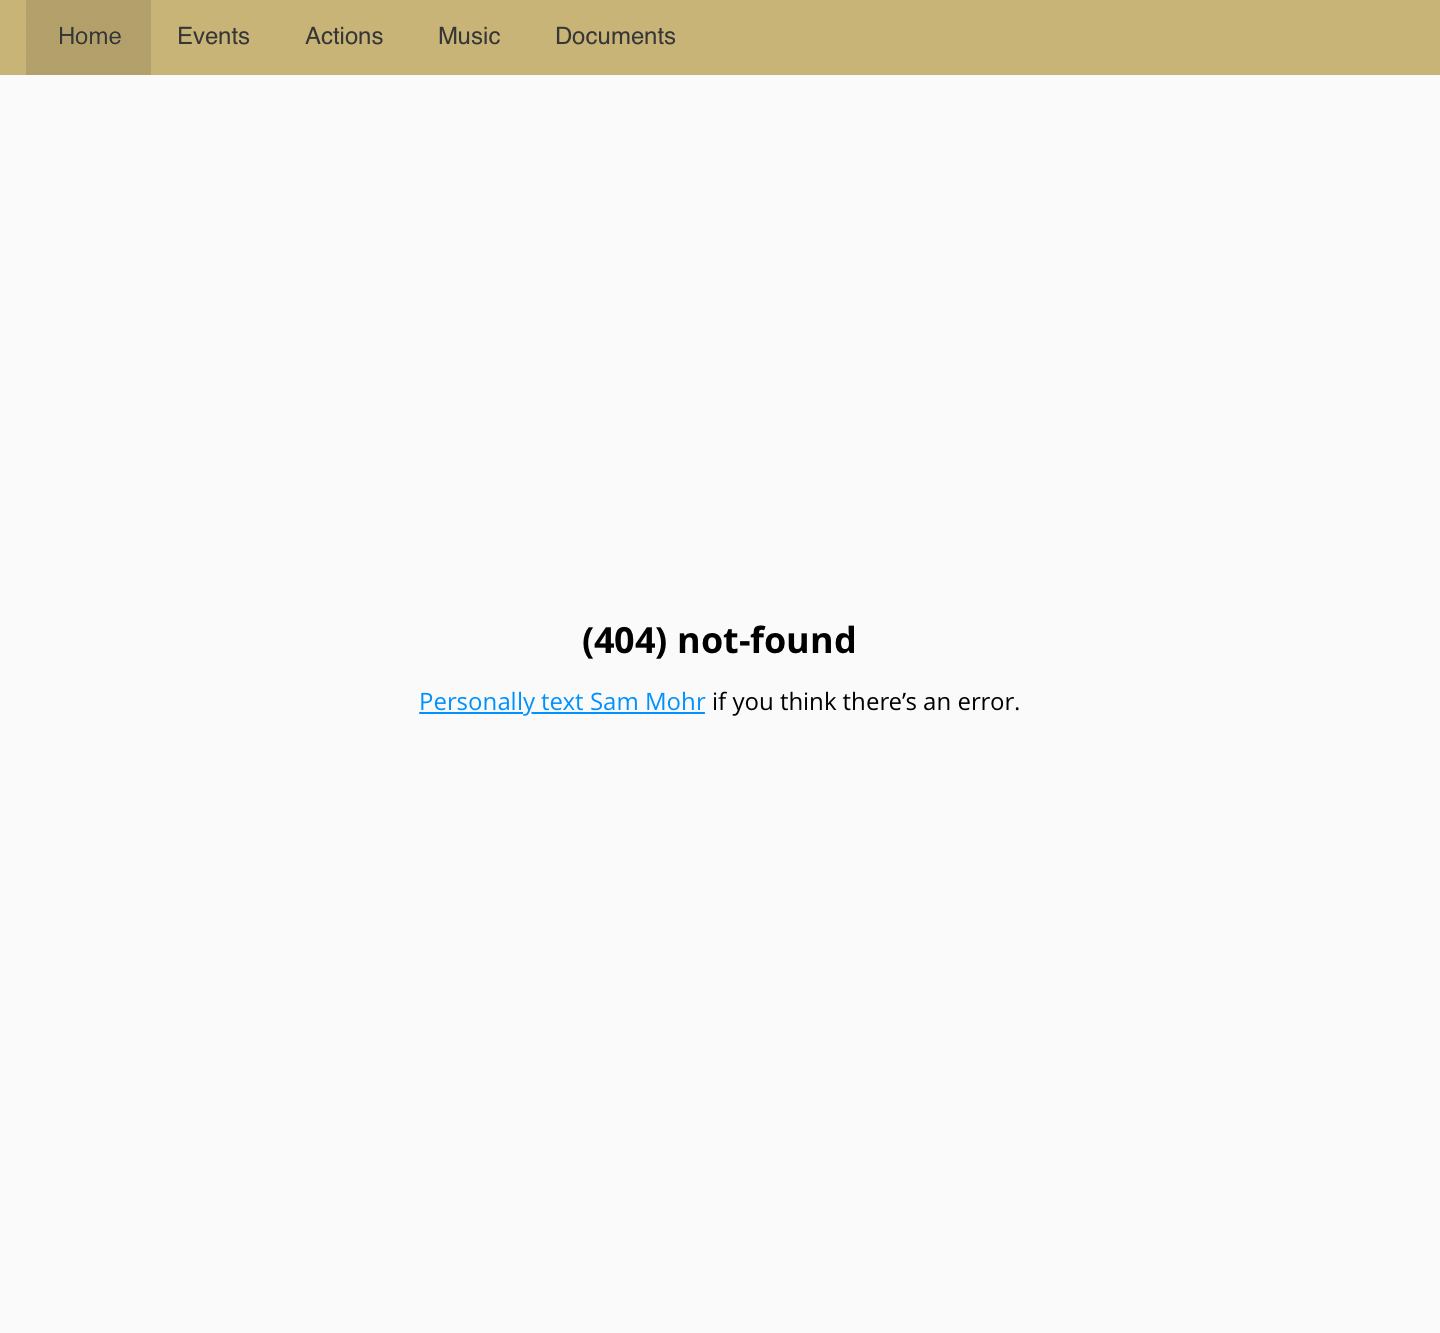 Home Events Actions Music Documents
(404) not-found
Personally text Sam Mohr if you think there’s an error.